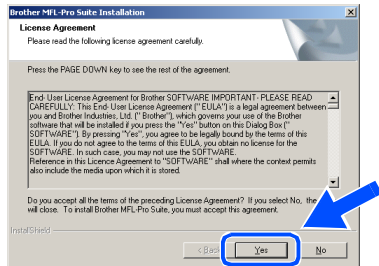 Brother MFL-Pro Suite Installation
License Agreement
Please read the following license agreement carefully.
Press the PAGE DOWN key to see the rest of the agreement.
End- User License Agreement for Brother SOFTWARE IMPORTANT- PLEASE READ
CAREFULLY: This End- User License Agreement (" EULA") is a legal agreement between
you and Brother Industries, Ltd. (" Brother"), which governs your use of the Brother
software that will be installed if you press the "Yes" button on this Dialog Box ("
SOFTWARE"). By pressing "Yes", you agree to be legally bound by the terms of this
EULA. If you do not agree to the terms of this EULA, you obtain no license for the
SOFTWARE. In such case, you may not use the SOFTWARE.
Reference in this Licence Agreement to "SOFTWARE" shall where the context permits
also include the media upon which it is stored.
Do you accept all the terms of the preceding License Agreement? If you select No, the
will close. To install Brother MFL-Pro Suite, you must accept this agreement.
InstallShield
< Back
Yes
No